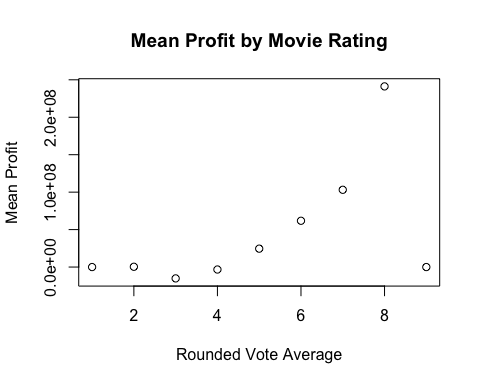 Mean Profit by Movie Rating
Mean Profit
2.0e+08
1.0e+08
0.0e+00
2 4 6 8
Rounded Vote Average